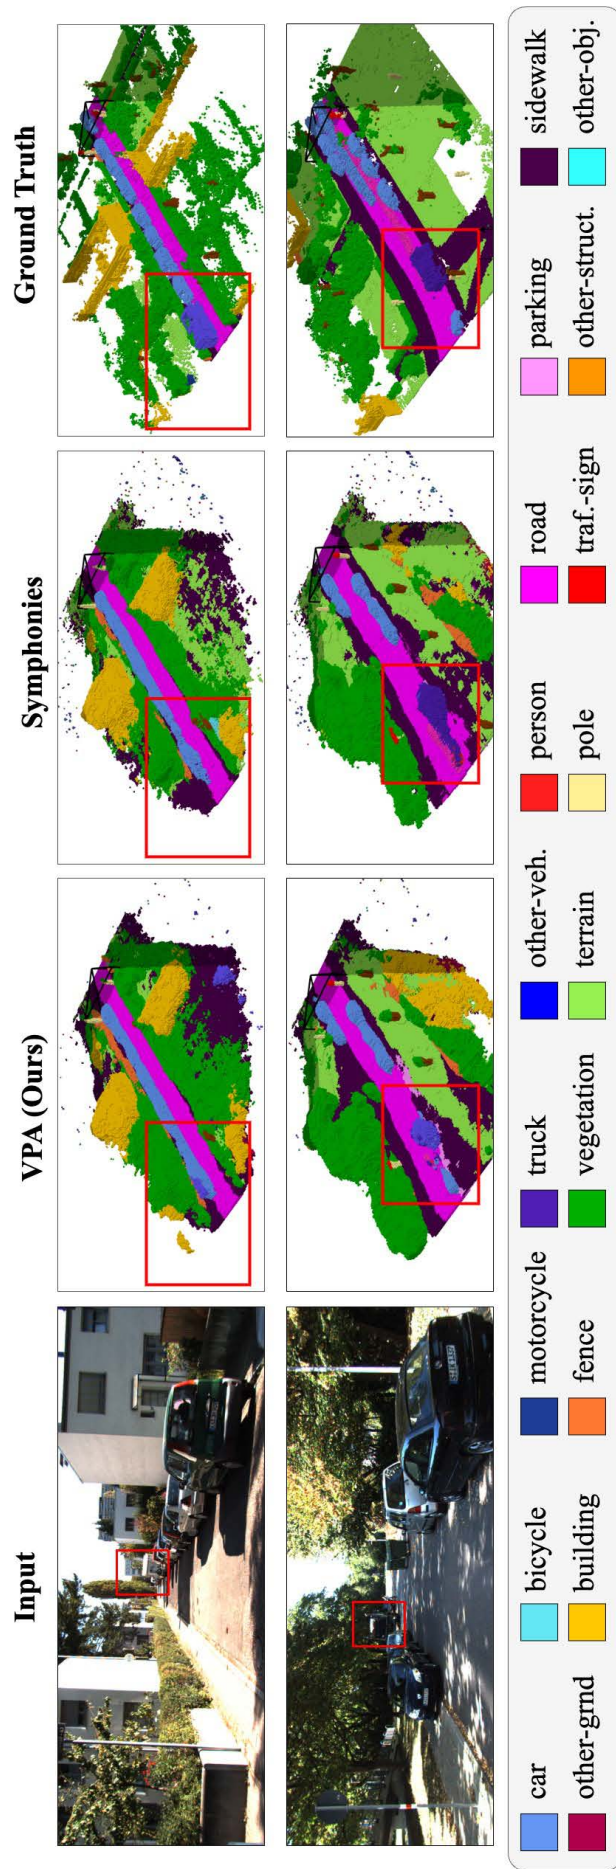 Input VPA (Ours) Symphonies Ground Truth
car bicycle motorcycle truck other-veh. person road parking sidewalk
other-grnd building fence vegetation terrain pole traf.-sign other-struct. other-obj.